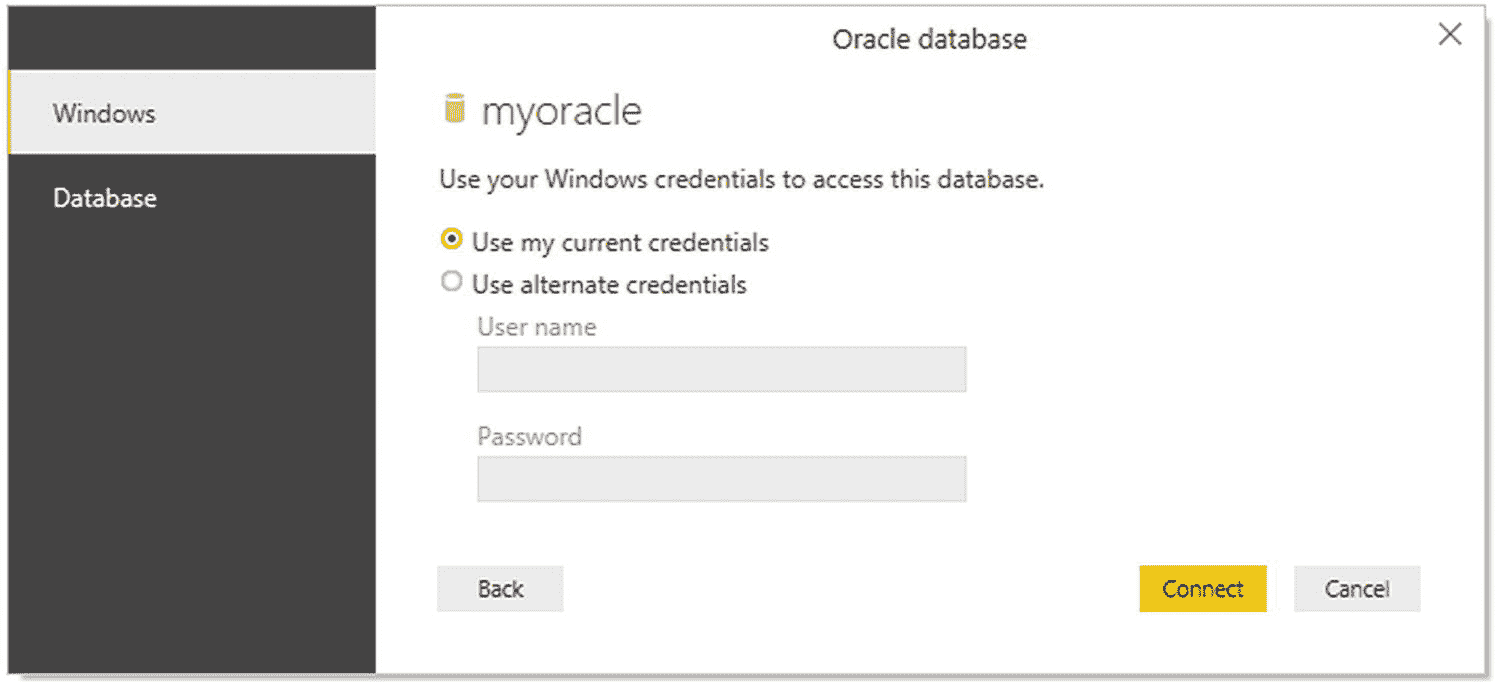 Oracle database
Windows
Database
myoracle
Use your Windows credentials to access this database.
Use my current credentials
Use alternate credentials
User name
Password
Back
Connect
Cancel